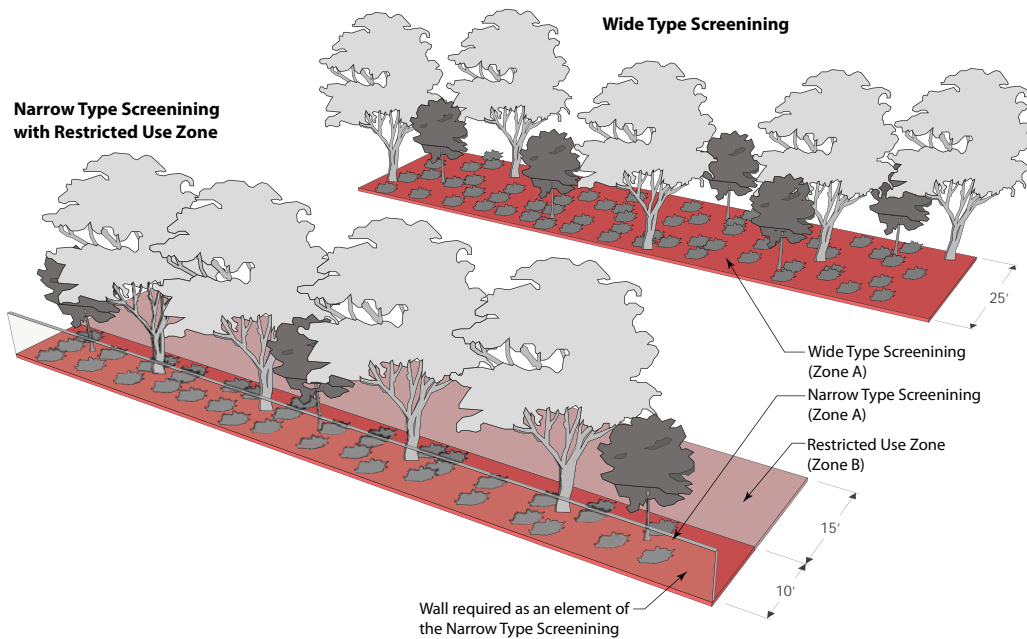 Wide Type Screenining
Narrow Type Screenining
with Restricted Use Zone
25'
Wide Type Screenining
(Zone A)
Narrow Type Screenining
(Zone A)
Restricted Use Zone
(Zone B)
15'
10'
Wall required as an element of
the Narrow Type Screenining